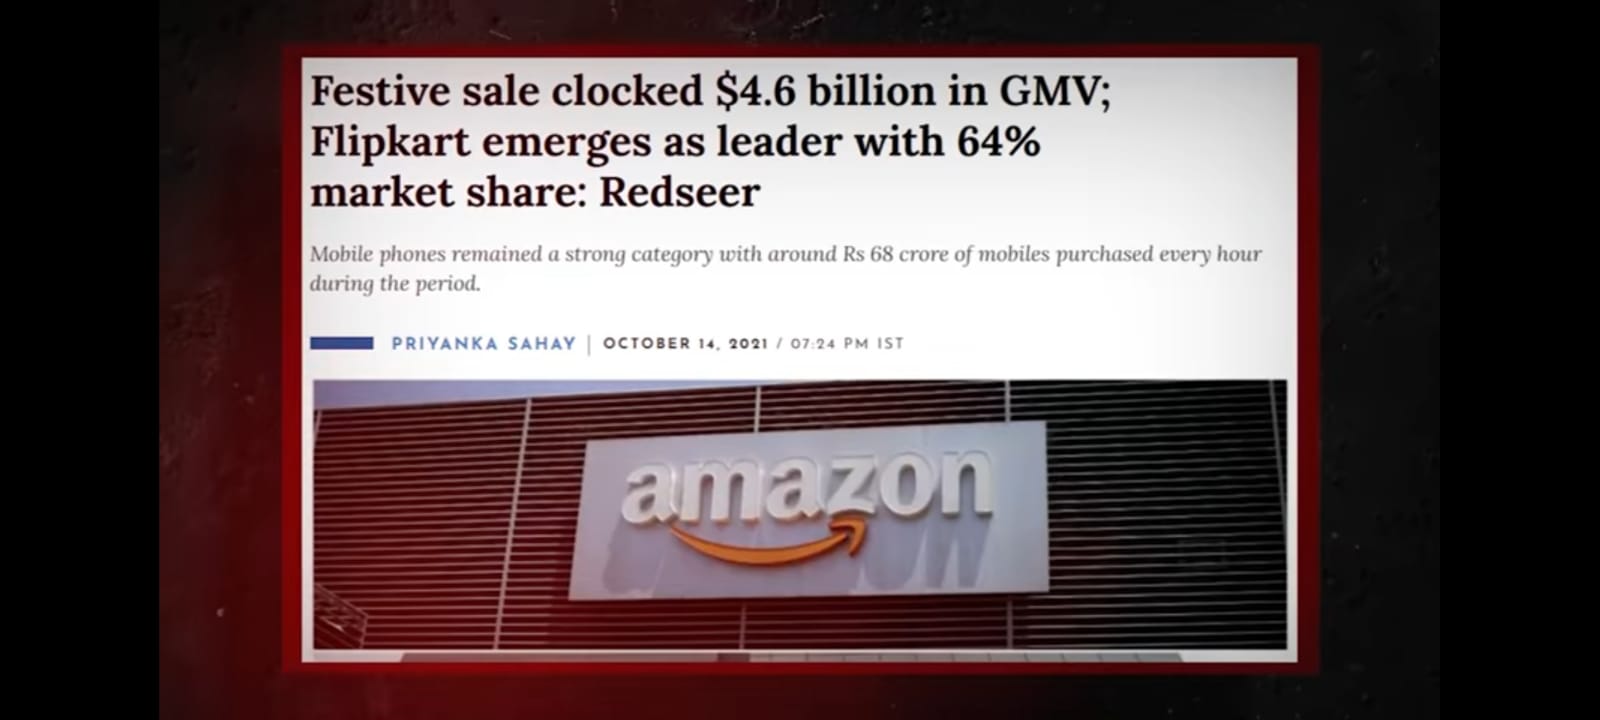 Festive sale clocked $4.6 billion in GMV;
Flipkart emerges as leader with 64%
market share: Redseer
Mobile phones remained a strong category with around Rs 68 crore of mobiles purchased every hour
during the period.
PRIYANKA SAHAY | OCTOBER 14, 2021 / 07:24 PM IST
amazon